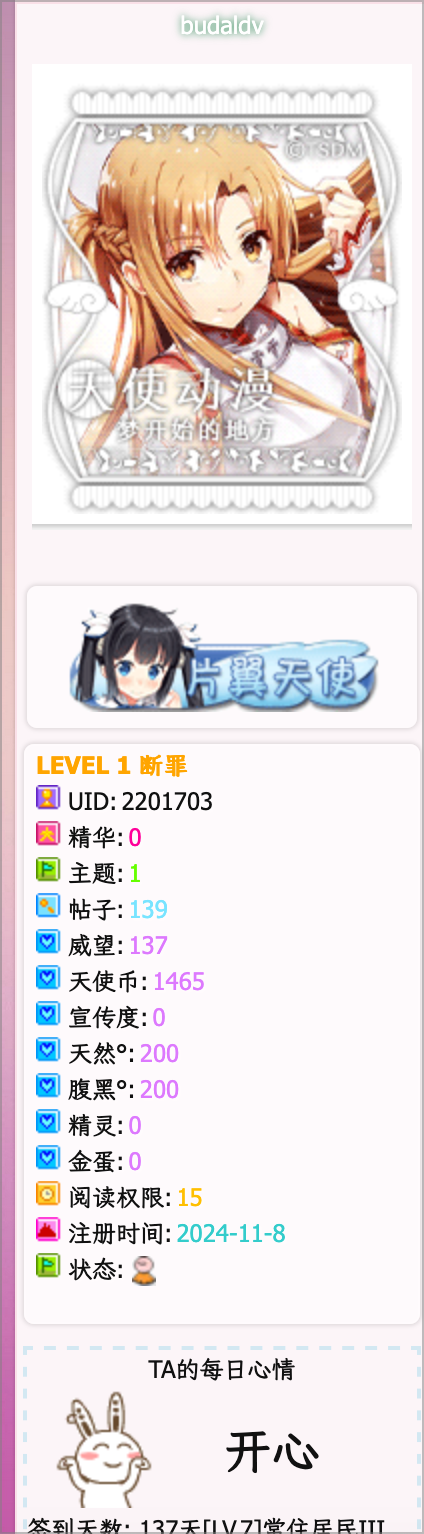 budaldv
©TSDM
天使动漫
梦开始的地方
片翼天使
LEVEL 1 断罪
UID: 2201703
精华: 0
主题: 1
帖子: 139
威望: 137
天使币: 1465
宣传度: 0
天然°: 200
腹黑°: 200
精灵: 0
金蛋: 0
阅读权限: 15
注册时间: 2024-11-8
状态:
TA的每日心情
开心
签到天数: 137天[LV.7]常住居民III